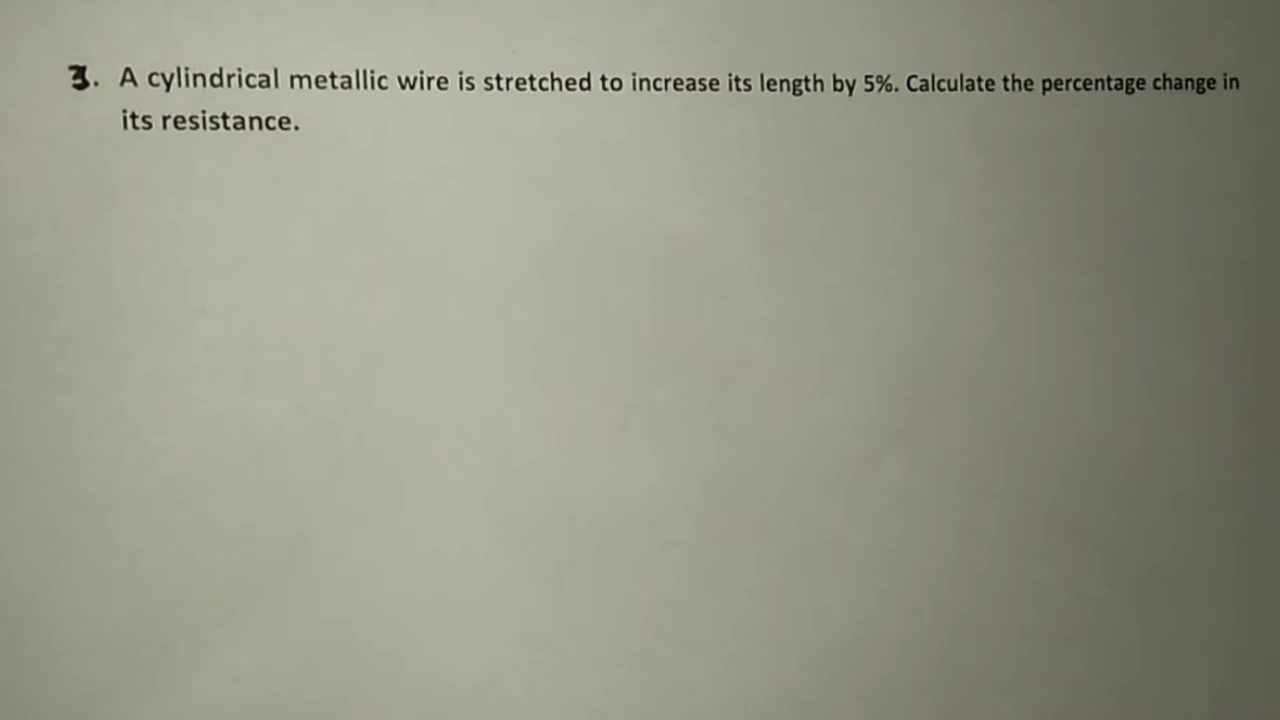 3. A cylindrical metallic wire is stretched to increase its length by 5%. Calculate the percentage change in
its resistance.